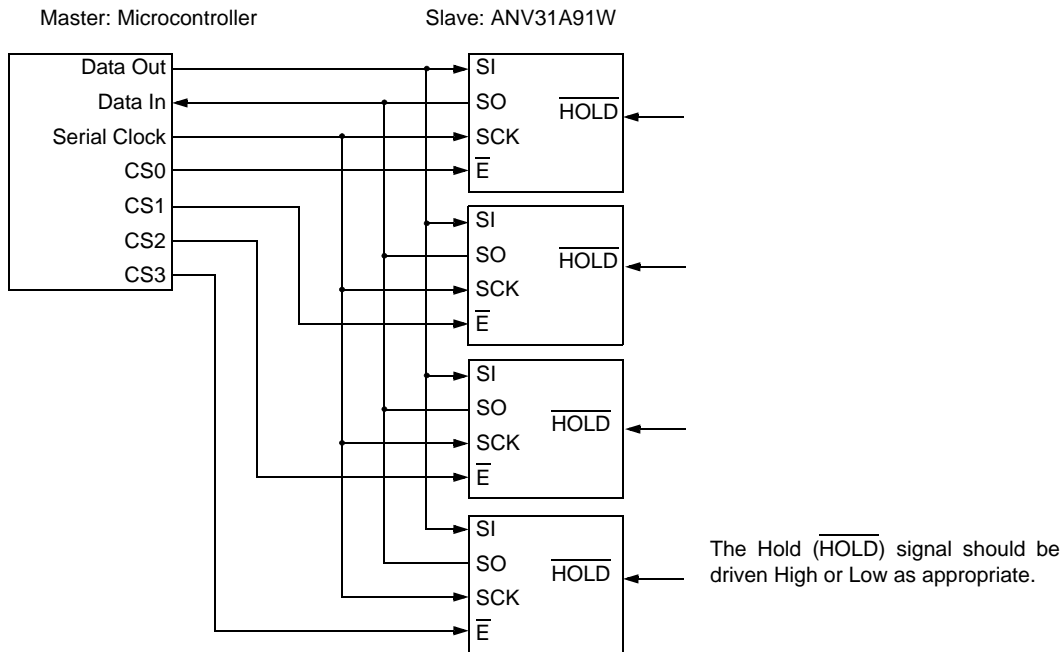 Master: Microcontroller
Slave: ANV31A91W
Data Out
Data In
Serial Clock
CS0
CS1
CS2
CS3
SI
SO
SCK
E
HOLD
SI
SO
SCK
E
HOLD
SI
SO
SCK
E
HOLD
SI
SO
SCK
E
HOLD
The Hold (HOLD) signal should be
driven High or Low as appropriate.